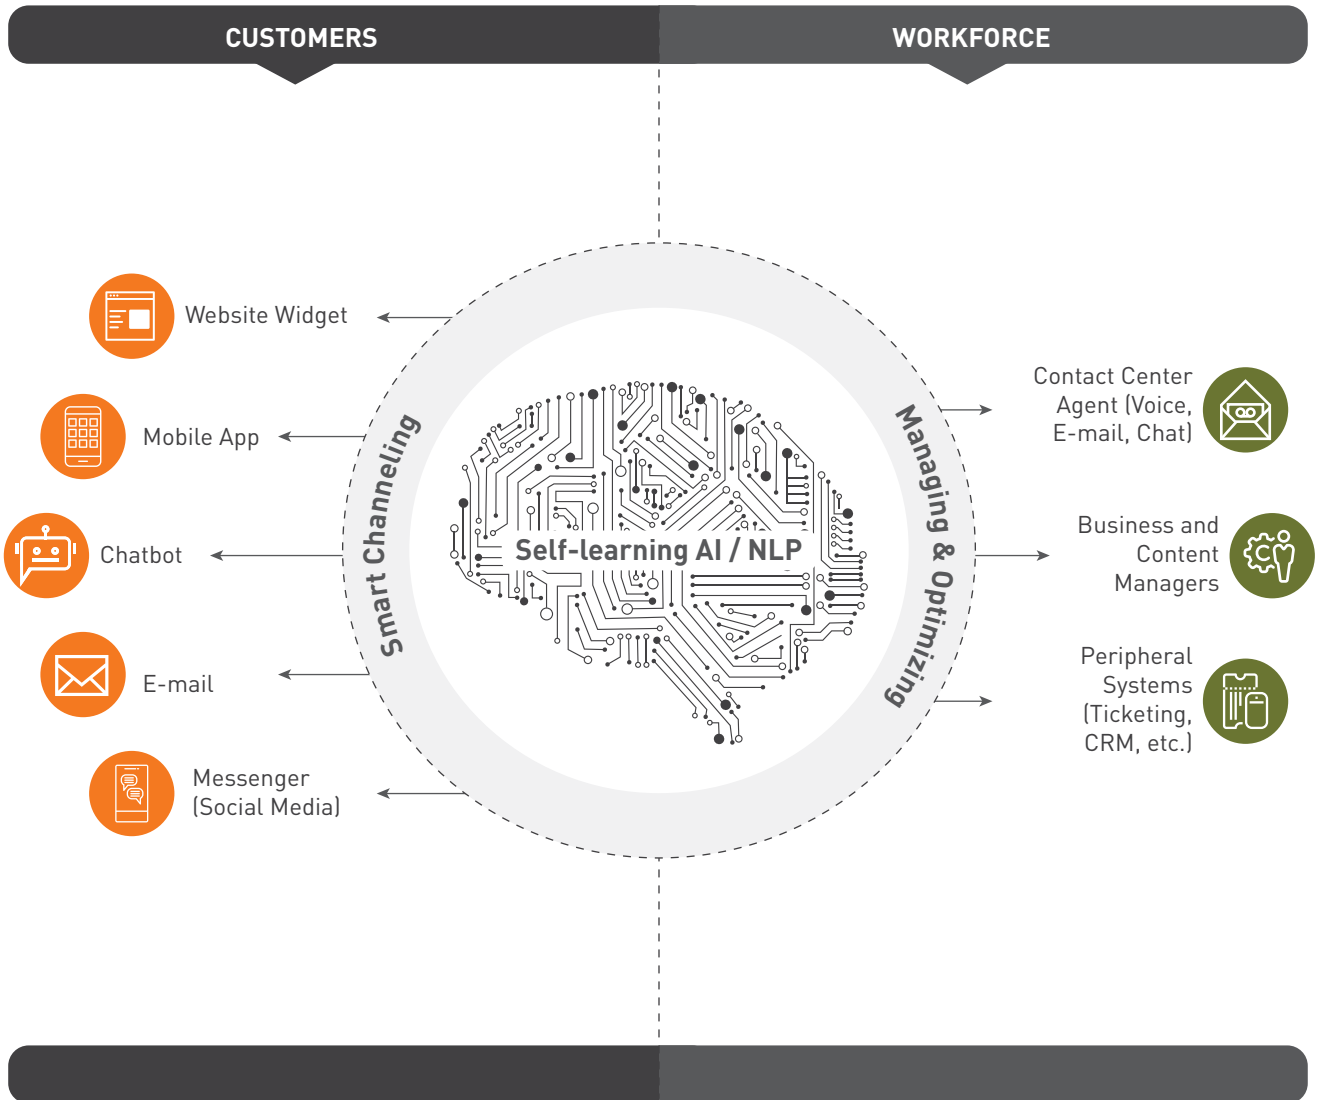 CUSTOMERS
WORKFORCE
Website Widget
Mobile App
Chatbot
E-mail
Messenger
(Social Media)
Smart Channeling
Self-learning AI / NLP
Managing & Optimizing
Contact Center
Agent (Voice,
E-mail, Chat)
Business and
Content
Managers
Peripheral
Systems
(Ticketing,
CRM, etc.)